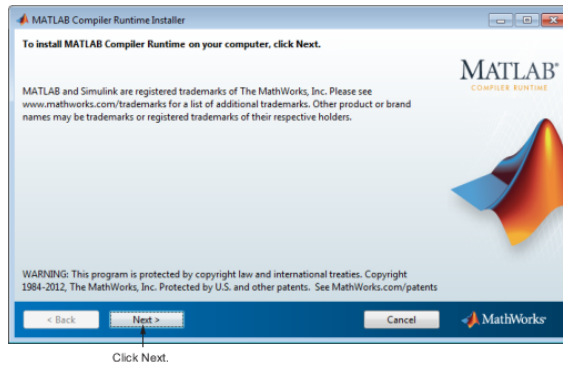 MATLAB Compiler Runtime Installer
To install MATLAB Compiler Runtime on your computer, click Next.
MATLAB®
COMPILER RUNTIME
MATLAB and Simulink are registered trademarks of The MathWorks, Inc. Please see
www.mathworks.com/trademarks for a list of additional trademarks. Other product or brand
names may be trademarks or registered trademarks of their respective holders.
WARNING: This program is protected by copyright law and international treaties. Copyright
1984-2012, The MathWorks, Inc. Protected by U.S. and other patents. See MathWorks.com/patents
< Back
Next >
Cancel
MathWorks®
Click Next.